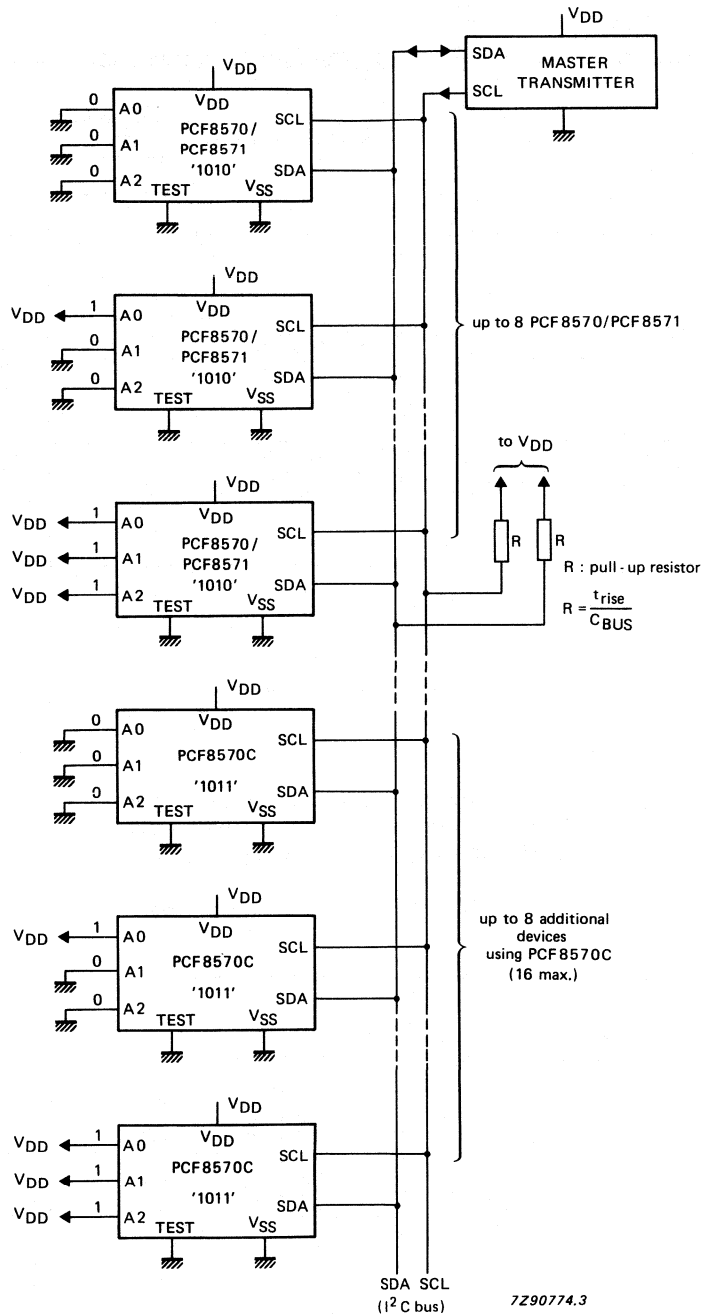 VDD
SDA
MASTER
TRANSMITTER
SCL
VDD
0
A0
VDD
SCL
PCF8570/
PCF8571
0
A1
'1010'
SDA
0
A2
TEST
VSS
VDD
VDD
1
A0
VDD
SCL
PCF8570/
PCF8571
0
A1
'1010'
SDA
0
A2
TEST
VSS
up to 8 PCF8570/PCF8571
to VDD
R
R
R : pull-up resistor
R = trise
CBUS
VDD
VDD
1
A0
VDD
SCL
PCF8570/
PCF8571
VDD
1
A1
'1010'
SDA
VDD
1
A2
TEST
VSS
VDD
0
A0
VDD
SCL
PCF8570C
0
A1
'1011'
SDA
0
A2
TEST
VSS
VDD
VDD
1
A0
VDD
SCL
PCF8570C
0
A1
'1011'
SDA
0
A2
TEST
VSS
up to 8 additional
devices
using PCF8570C
(16 max.)
VDD
VDD
1
A0
VDD
SCL
PCF8570C
VDD
1
A1
'1011'
SDA
VDD
1
A2
TEST
VSS
SDA SCL
(I²C bus)
7Z90774.3